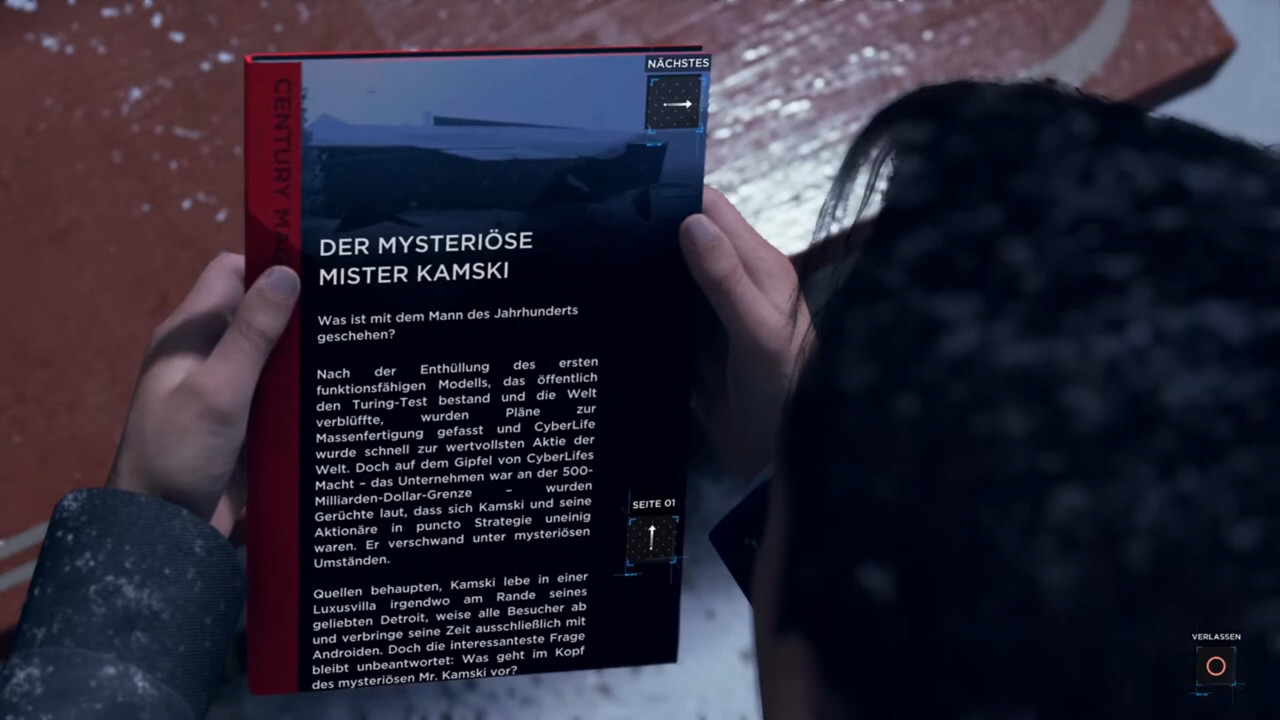 NÄCHSTES
CENTURY
DER MYSTERIÖSE
MISTER KAMSKI
Was ist mit dem Mann des Jahrhunderts
geschehen?
Nach der Enthüllung des ersten
funktionsfähigen Modells, das öffentlich
den Turing-Test bestand und die Welt
verblüffte, wurden Pläne zur
Massenfertigung gefasst und CyberLife
wurde schnell zur wertvollsten Aktie der
Welt. Doch auf dem Gipfel von CyberLifes
Macht – das Unternehmen war an der 500-
Milliarden-Dollar-Grenze – wurden
Gerüchte laut, dass sich Kamski und seine
Aktionäre in puncto Strategie uneinig
waren. Er verschwand unter mysteriösen
Umständen.
Quellen behaupten, Kamski lebe in einer
Luxusvilla irgendwo am Rande seines
geliebten Detroit, weise alle Besucher ab
und verbringe seine Zeit ausschließlich mit
Androiden. Doch die interessanteste Frage
bleibt unbeantwortet: Was geht im Kopf
des mysteriösen Mr. Kamski vor?
SEITE 01
VERLASSEN